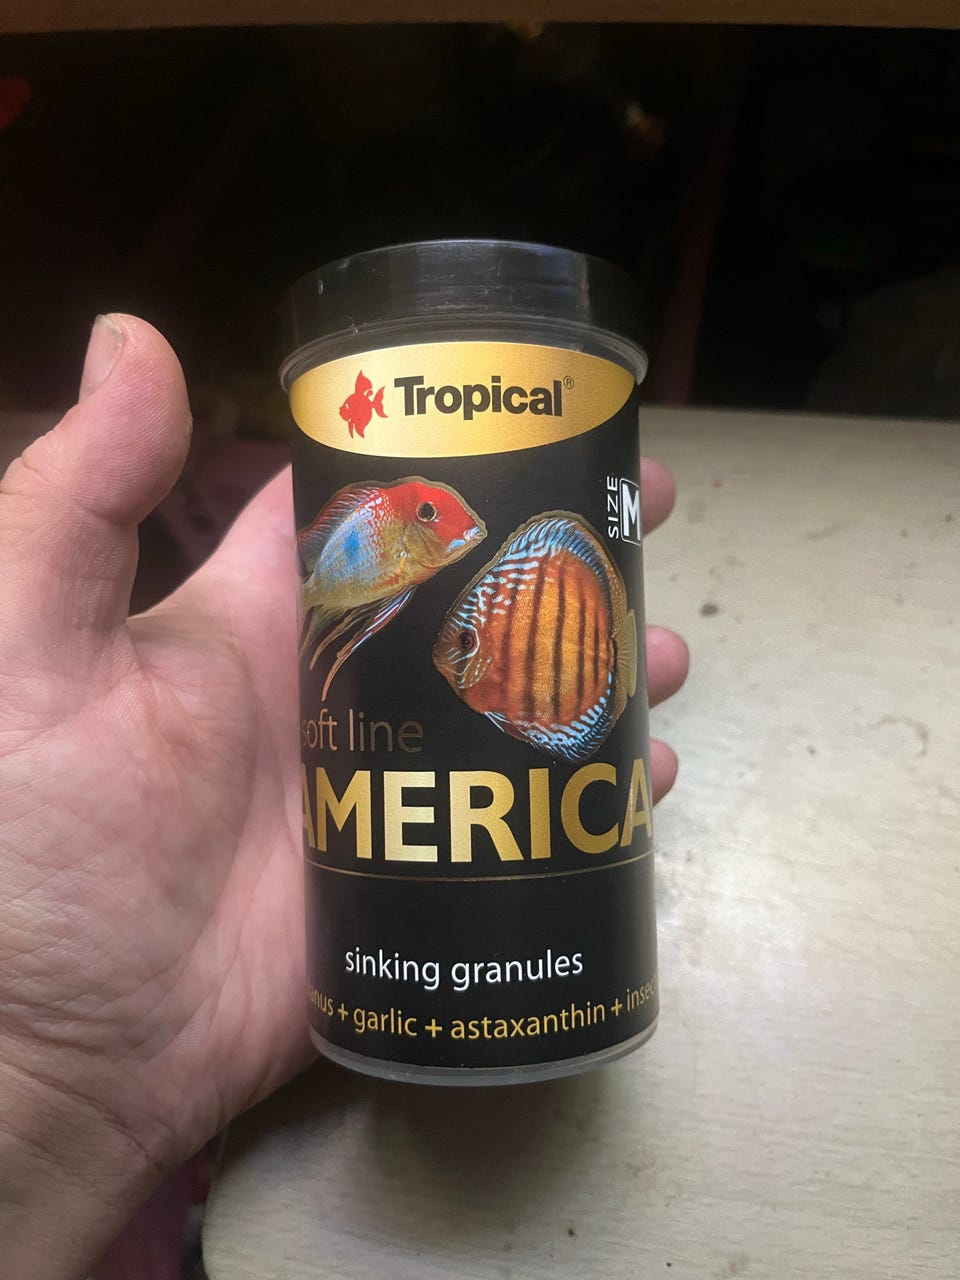 Tropical®
SIZE M
soft line
AMERICA
sinking granules
+ garlic + astaxanthin +